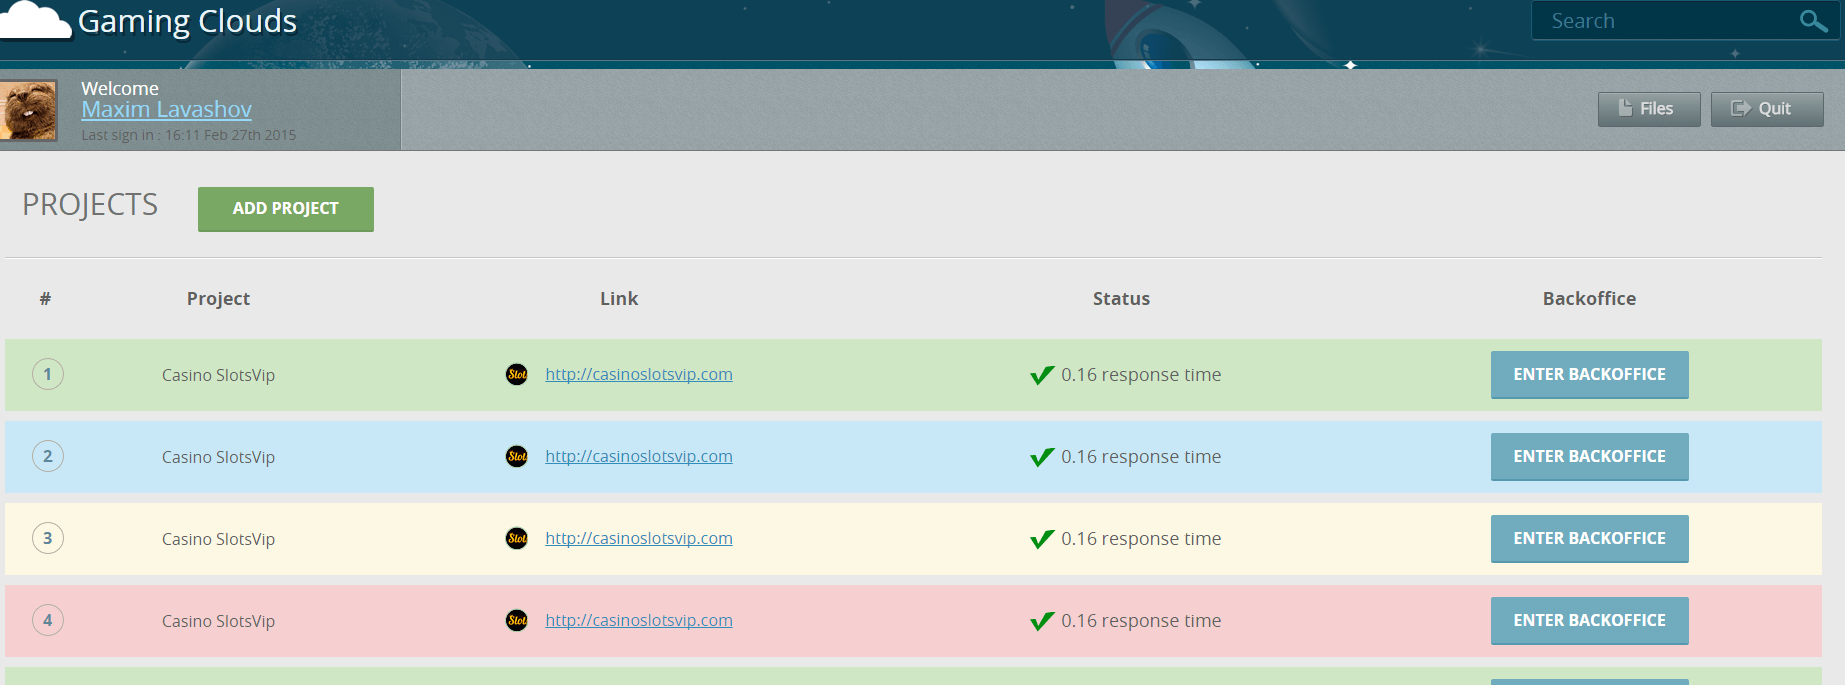 Gaming Clouds
Search
Welcome
Maxim Lavashov
Last sign in : 16:11 Feb 27th 2015
Files
Quit
PROJECTS
ADD PROJECT
# Project Link Status Backoffice
1 Casino SlotsVip Slot http://casinoslotsvip.com 0.16 response time ENTER BACKOFFICE
2 Casino SlotsVip Slot http://casinoslotsvip.com 0.16 response time ENTER BACKOFFICE
3 Casino SlotsVip Slot http://casinoslotsvip.com 0.16 response time ENTER BACKOFFICE
4 Casino SlotsVip Slot http://casinoslotsvip.com 0.16 response time ENTER BACKOFFICE